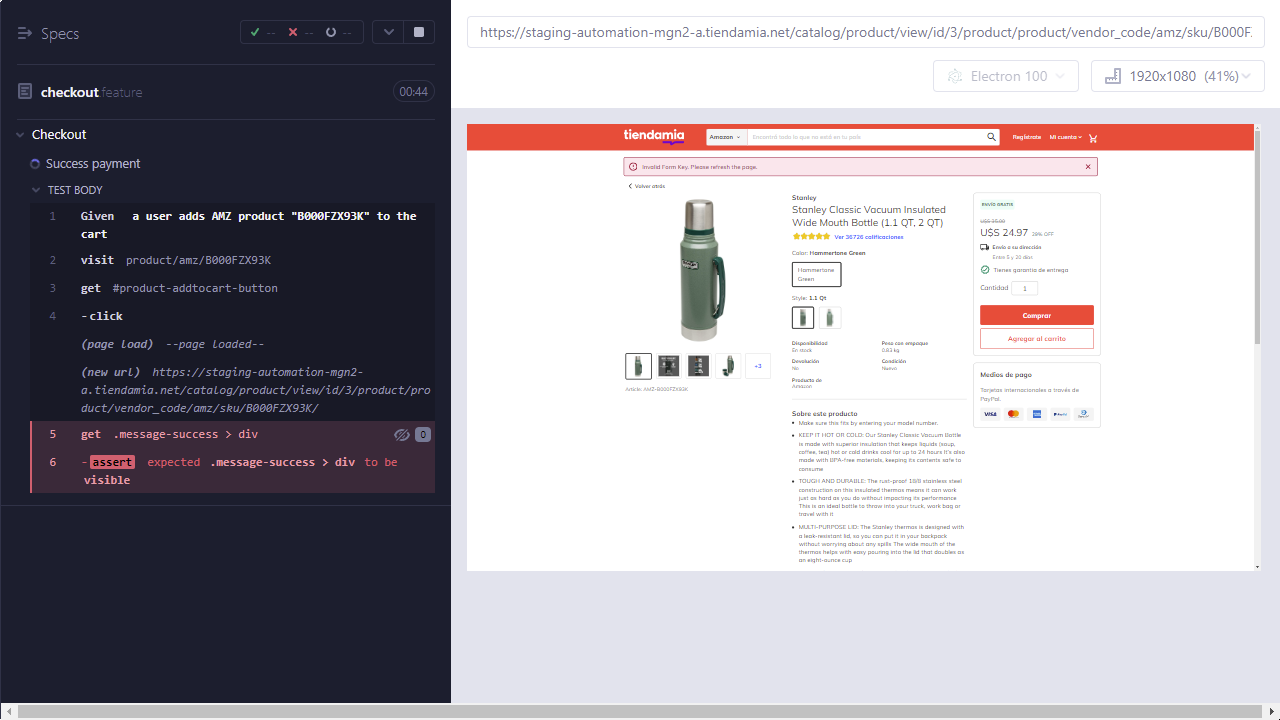 Specs
-- -- --
checkout feature
00:44
Checkout
Success payment
TEST BODY
1 Given a user adds AMZ product "B000FZX93K" to the
cart
2 visit product/amz/B000FZX93K
3 get #product-addtocart-button
4 -click
(page load) --page loaded--
(new url) https://staging-automation-mgn2-
a.tiendamia.net/catalog/product/view/id/3/product/pro
duct/vendor_code/amz/sku/B000FZX93K/
5 get .message-success > div 0
6 -assert expected .message-success > div to be
visible
https://staging-automation-mgn2-a.tiendamia.net/catalog/product/view/id/3/product/product/vendor_code/amz/sku/B000FZ
Electron 100
1920x1080 (41%)
tiendamia
Amazon
Encontrá todo lo que no está en tu país
Regístrate
Mi cuenta
Invalid Form Key. Please refresh the page.
Volver atrás
+3
Article: AMZ-B000FZX93K
Stanley
Stanley Classic Vacuum Insulated
Wide Mouth Bottle (1.1 QT, 2 QT)
Ver 36726 calificaciones
Color: Hammertone Green
Hammertone
Green
Style: 1.1 Qt
Disponibilidad
En stock
Peso con empaque
0.63 kg
Devolución
No
Condición
Nuevo
Producto de
Amazon
Sobre este producto
Make sure this fits by entering your model number.
KEEP IT HOT OR COLD: Our Stanley Classic Vacuum Bottle
is made with superior insulation that keeps liquids (soup,
coffee, tea) hot or cold drinks cool for up to 24 hours It's also
made with BPA-free materials, keeping its contents safe to
consume
TOUGH AND DURABLE: The rust-proof 18/8 stainless steel
construction on this insulated thermos means it can work
just as hard as you do without impacting its performance
This is an ideal bottle to throw into your truck, work bag or
travel with it
MULTI-PURPOSE LID: The Stanley thermos is designed with
a leak-resistant lid, so you can put it in your backpack
without worrying about any spills The wide mouth of the
thermos helps with easy pouring into the lid that doubles as
an eight-ounce cup
ENVÍO GRATIS
U$S 24.97 29% OFF
Envío a su dirección
Entre 5 y 20 días
Tienes garantía de entrega
Cantidad 1
Comprar
Agregar al carrito
Medios de pago
Tarjetas internacionales a través de
PayPal.
VISA